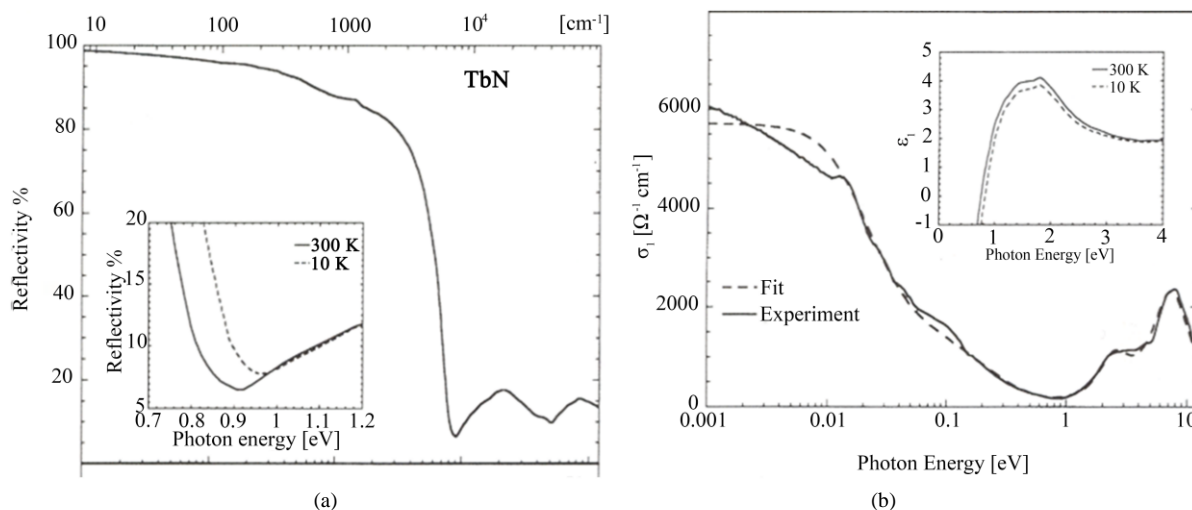 10 100 1000 10⁴ [cm⁻¹]
100
80
60
40
20
Reflectivity %
TbN
20
15
10
5
Reflectivity %
300 K
10 K
0.7 0.8 0.9 1 1.1 1.2
Photon energy [eV]
(a)
6000
4000
2000
0
σ₁ [Ω⁻¹ cm⁻¹]
5
4
3
2
1
0
-1
ε₁
300 K
10 K
0 1 2 3 4
Photon Energy [eV]
Fit
Experiment
0.001 0.01 0.1 1 10
Photon Energy [eV]
(b)